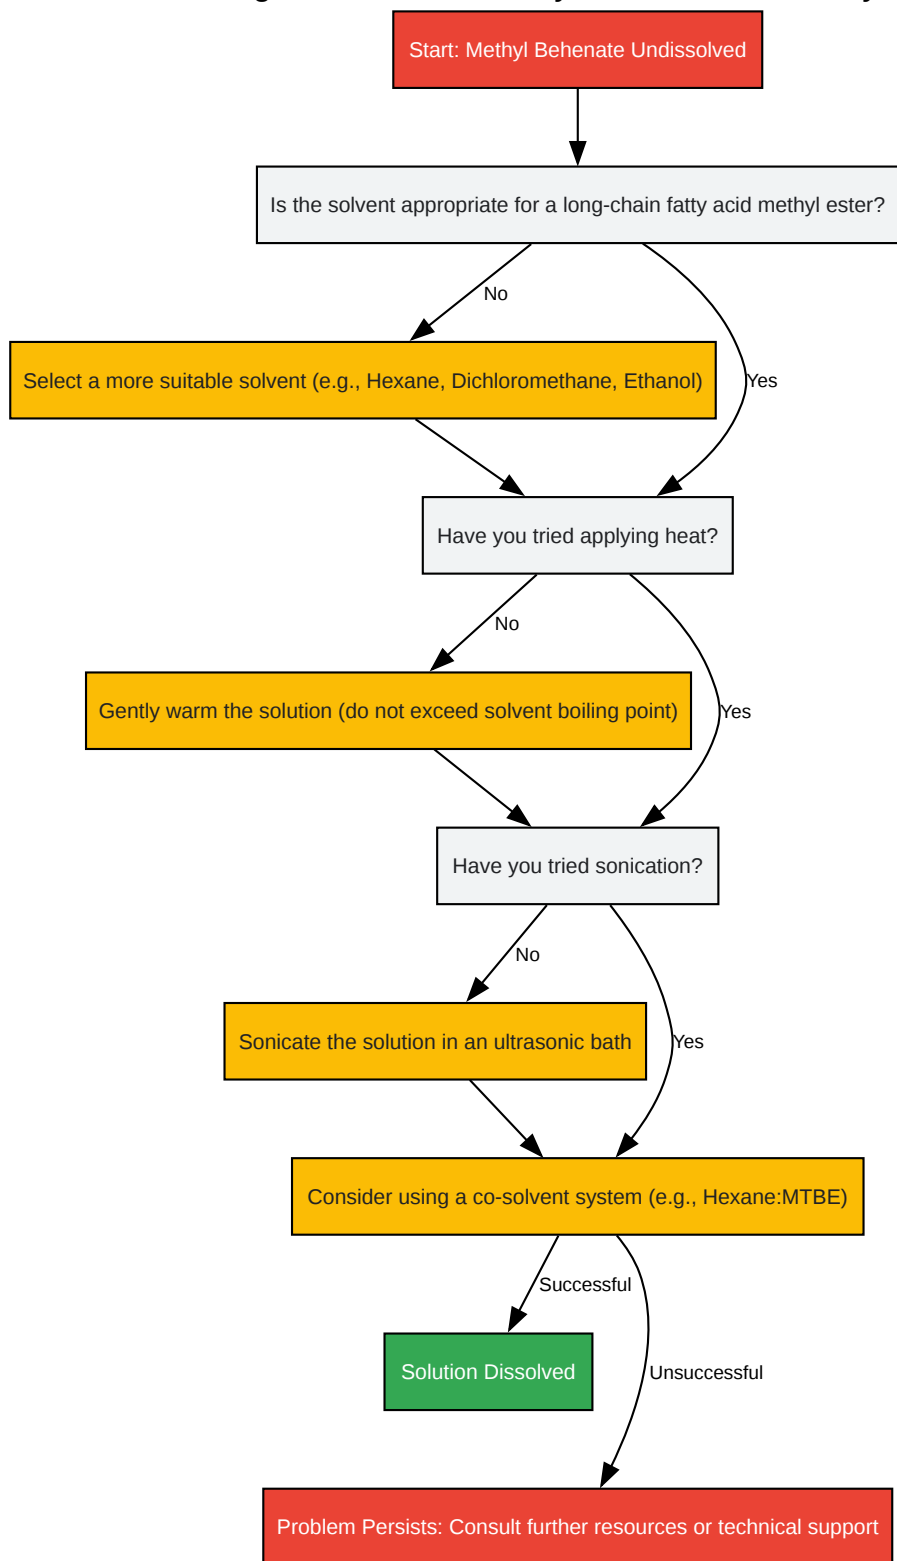 Start: Methyl Behenate Undissolved
Is the solvent appropriate for a long-chain fatty acid methyl ester?
No
Select a more suitable solvent (e.g., Hexane, Dichloromethane, Ethanol)
Yes
Have you tried applying heat?
No
Gently warm the solution (do not exceed solvent boiling point)
Yes
Have you tried sonication?
No
Sonicate the solution in an ultrasonic bath
Yes
Consider using a co-solvent system (e.g., Hexane:MTBE)
Successful
Solution Dissolved
Unsuccessful
Problem Persists: Consult further resources or technical support